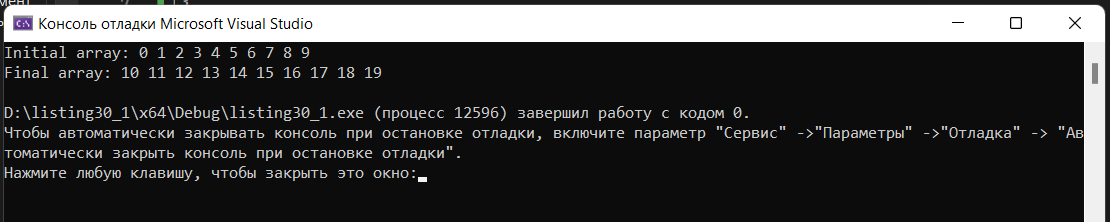 Консоль отладки Microsoft Visual Studio
Initial array: 0 1 2 3 4 5 6 7 8 9
Final array: 10 11 12 13 14 15 16 17 18 19
D:\listing30_1\x64\Debug\listing30_1.exe (процесс 12596) завершил работу с кодом 0.
Чтобы автоматически закрывать консоль при остановке отладки, включите параметр "Сервис" ->"Параметры" ->"Отладка" -> "Ав
томатически закрыть консоль при остановке отладки".
Нажмите любую клавишу, чтобы закрыть это окно: